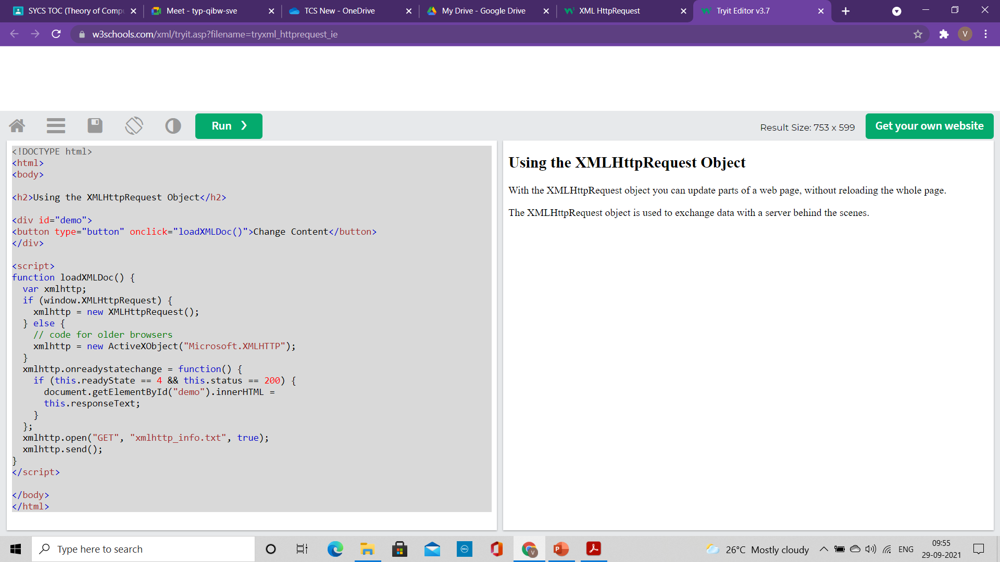 SYCS TOC (Theory of Comp
Meet - typ-qibw-sve
TCS New - OneDrive
My Drive - Google Drive
XML HttpRequest
Tryit Editor v3.7
w3schools.com/xml/tryit.asp?filename=tryxml_httprequest_ie
V
Run ❯
Result Size: 753 x 599
Get your own website
<!DOCTYPE html>
<html>
<body>
<h2>Using the XMLHttpRequest Object</h2>
<div id="demo">
<button type="button" onclick="loadXMLDoc()">Change Content</button>
</div>
<script>
function loadXMLDoc() {
  var xmlhttp;
  if (window.XMLHttpRequest) {
    xmlhttp = new XMLHttpRequest();
  } else {
    // code for older browsers
    xmlhttp = new ActiveXObject("Microsoft.XMLHTTP");
  }
  xmlhttp.onreadystatechange = function() {
    if (this.readyState == 4 && this.status == 200) {
      document.getElementById("demo").innerHTML =
      this.responseText;
    }
  };
  xmlhttp.open("GET", "xmlhttp_info.txt", true);
  xmlhttp.send();
}
</script>
</body>
</html>
Using the XMLHttpRequest Object
With the XMLHttpRequest object you can update parts of a web page, without reloading the whole page.
The XMLHttpRequest object is used to exchange data with a server behind the scenes.
Type here to search
DELL
V
P
26°C Mostly cloudy
ENG
09:55
29-09-2021